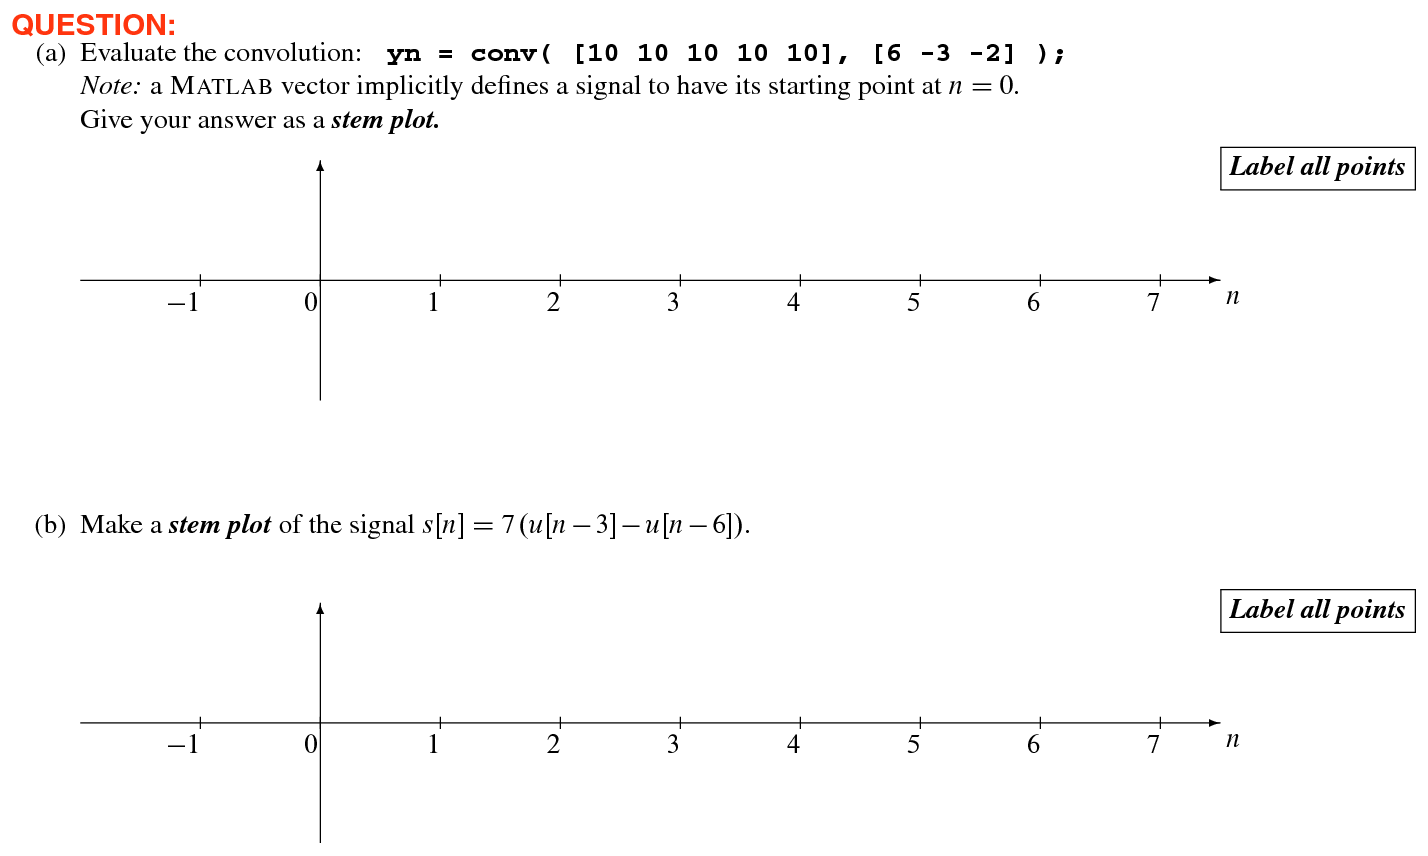 QUESTION:
(a) Evaluate the convolution: yn = conv( [10 10 10 10 10], [6 -3 -2] );
Note: a MATLAB vector implicitly defines a signal to have its starting point at n = 0.
Give your answer as a stem plot.
Label all points
−1 0 1 2 3 4 5 6 7 n
(b) Make a stem plot of the signal s[n] = 7 (u[n − 3] − u[n − 6]).
Label all points
−1 0 1 2 3 4 5 6 7 n